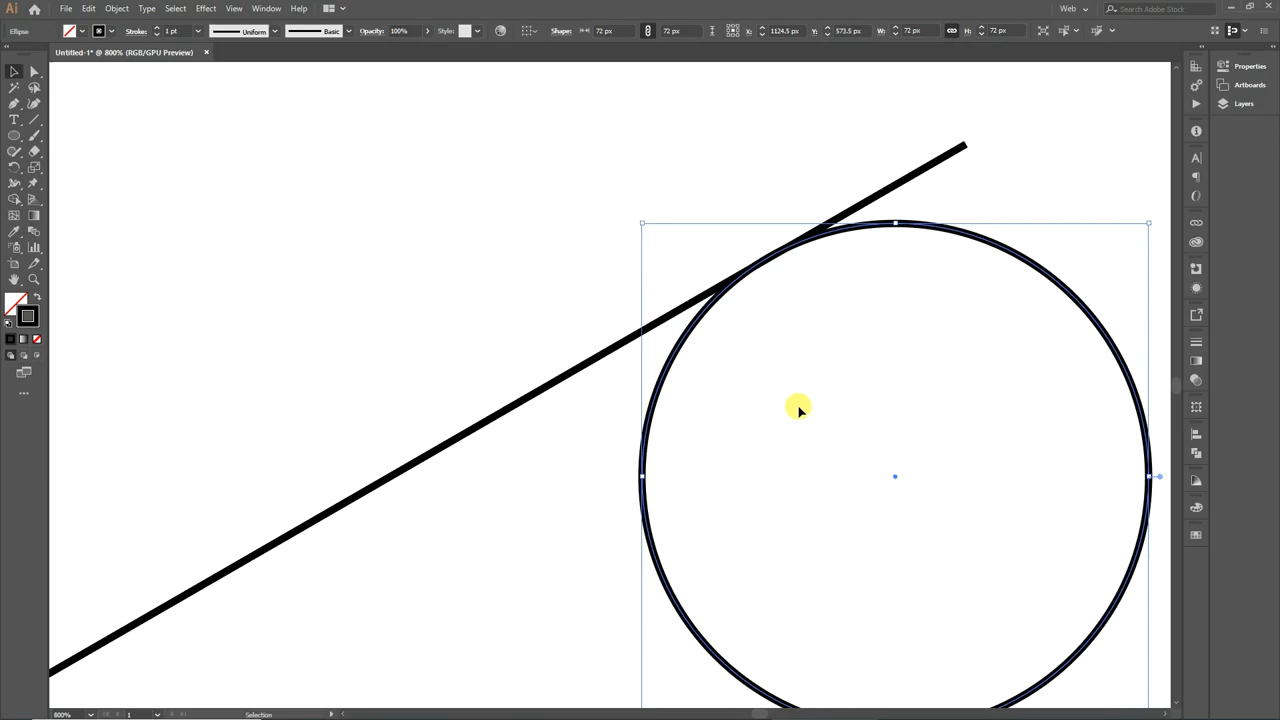 Ai File Edit Object Type Select Effect View Window Help Web Search Adobe Stock
Ellipse Stroke: 1 pt Uniform Basic Opacity: 100% Style: Shape: 72 px 72 px X: 1124.5 px Y: 573.5 px W: 72 px H: 72 px
Untitled-1* @ 800% (RGB/GPU Preview) ×
Properties
Artboards
Layers
800% 1 Selection